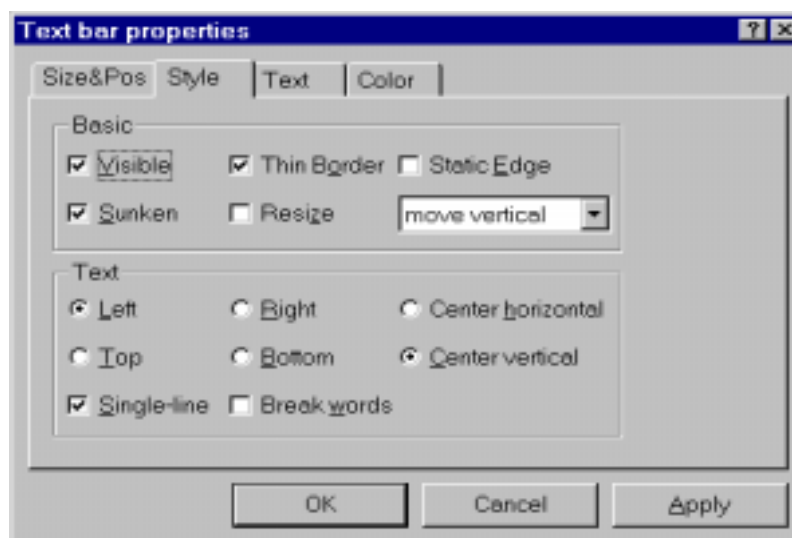 Text bar properties
Size&Pos Style Text Color
Basic
Visible Thin Border Static Edge
Sunken Resize move vertical
Text
Left Right Center horizontal
Top Bottom Center vertical
Single-line Break words
OK Cancel Apply